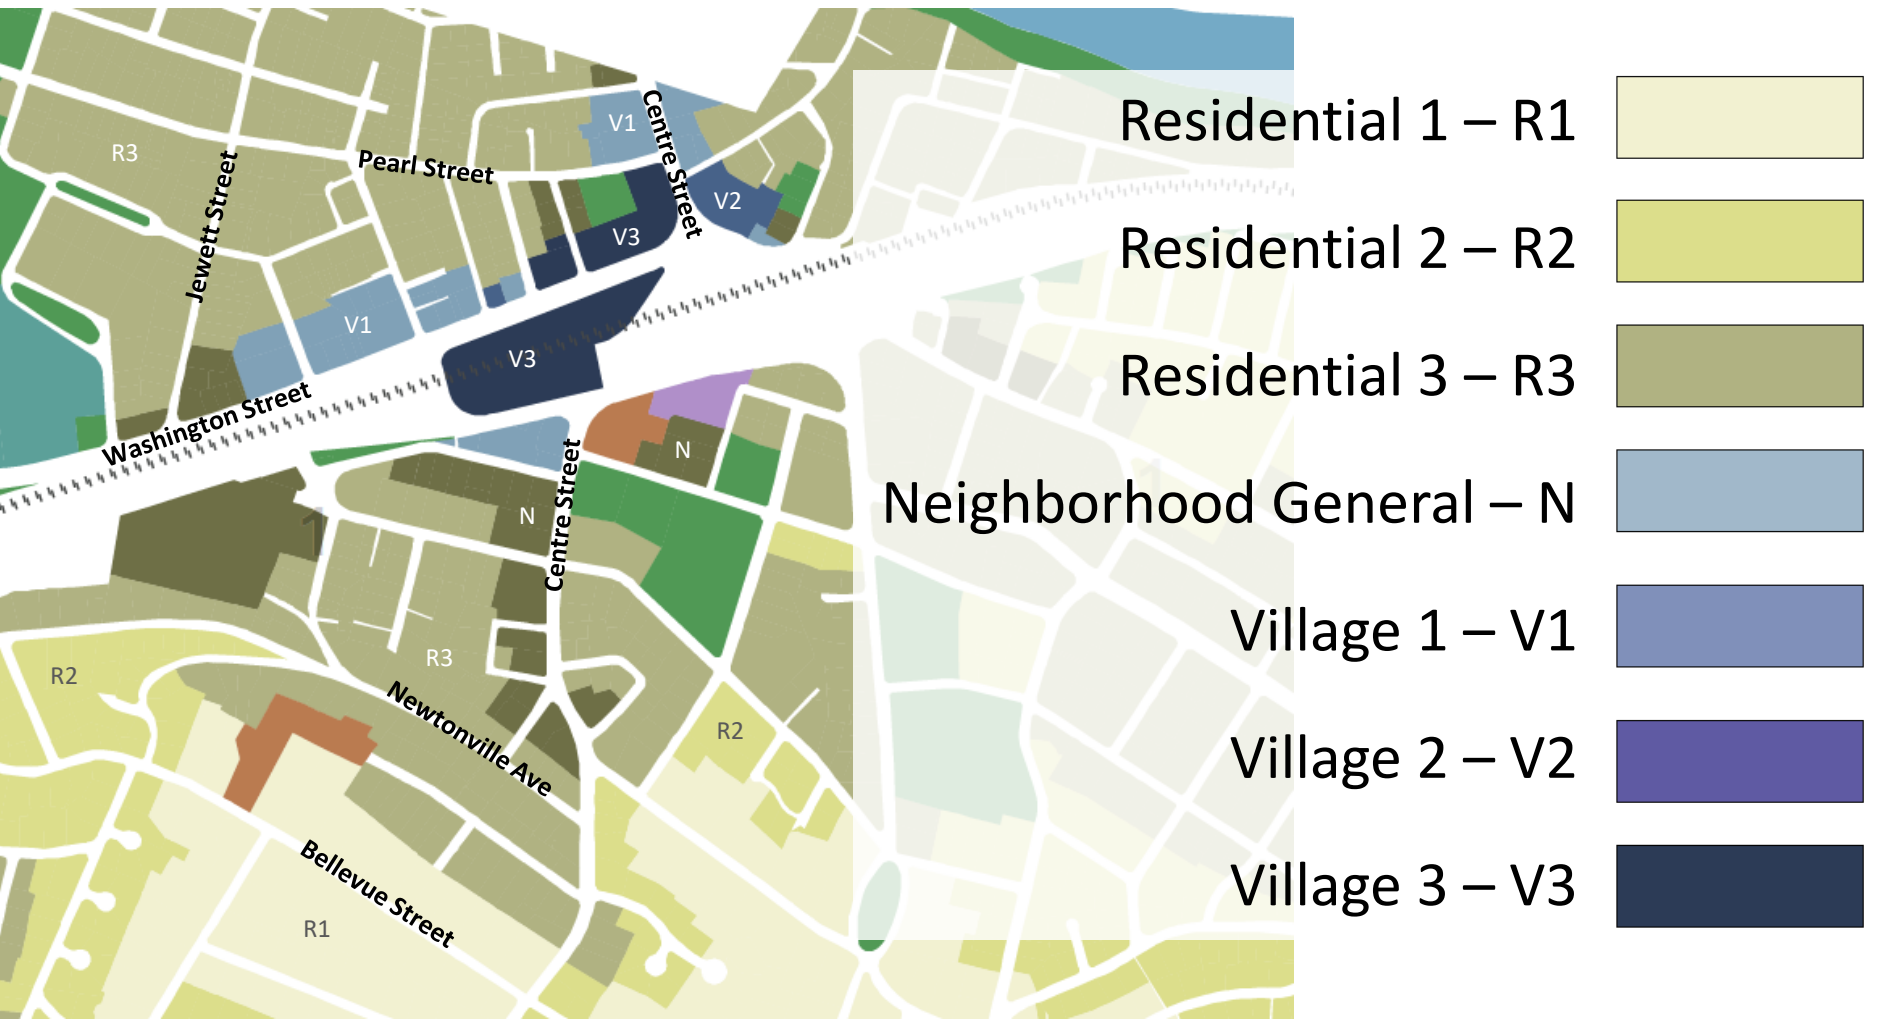 Centre Street
V1
R3
Pearl Street
Jewett Street
V2
V3
V1
V3
Washington Street
N
Centre Street
N
1
R3
R2
Newtonville Ave
R2
Bellevue Street
R1
1
Residential 1 – R1
Residential 2 – R2
Residential 3 – R3
Neighborhood General – N
Village 1 – V1
Village 2 – V2
Village 3 – V3